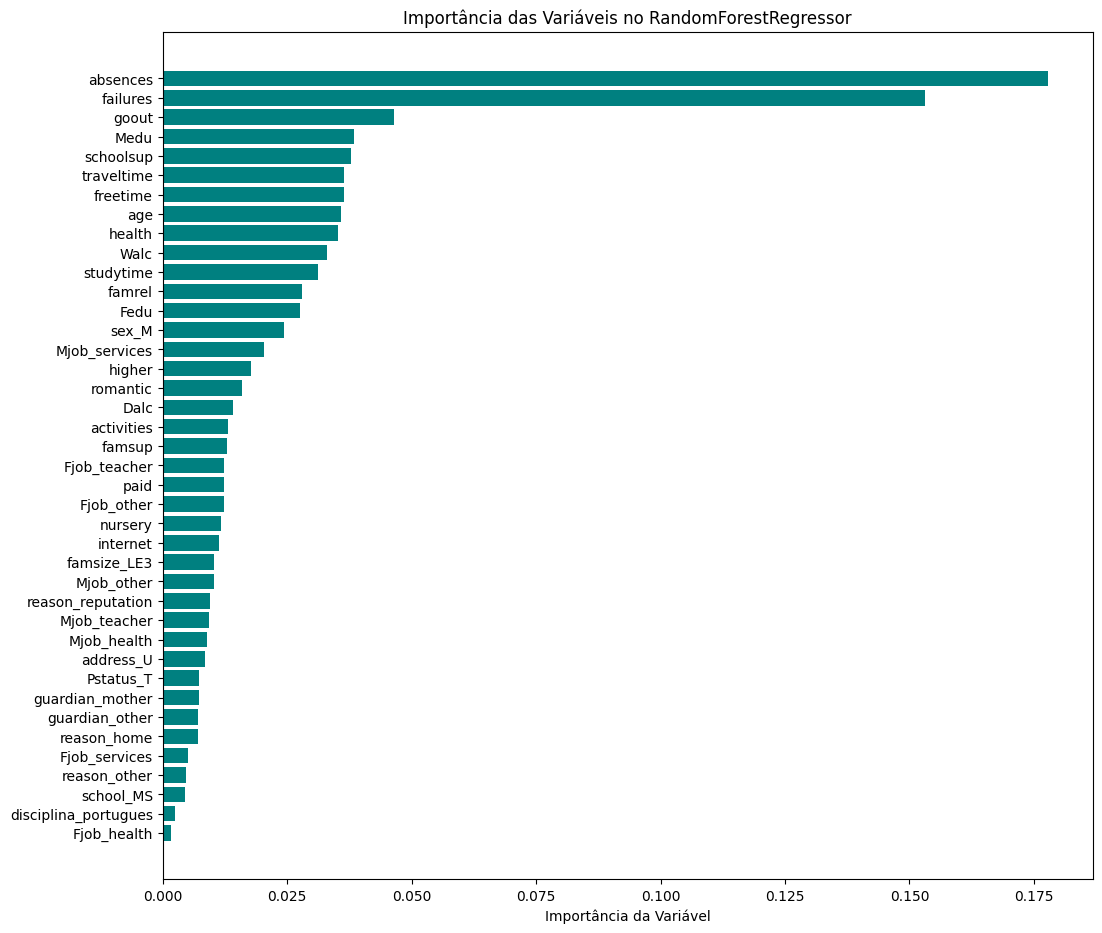 Importância das Variáveis no RandomForestRegressor
absences
failures
goout
Medu
schoolsup
traveltime
freetime
age
health
Walc
studytime
famrel
Fedu
sex_M
Mjob_services
higher
romantic
Dalc
activities
famsup
Fjob_teacher
paid
Fjob_other
nursery
internet
famsize_LE3
Mjob_other
reason_reputation
Mjob_teacher
Mjob_health
address_U
Pstatus_T
guardian_mother
guardian_other
reason_home
Fjob_services
reason_other
school_MS
disciplina_portugues
Fjob_health
0.000 0.025 0.050 0.075 0.100 0.125 0.150 0.175
Importância da Variável